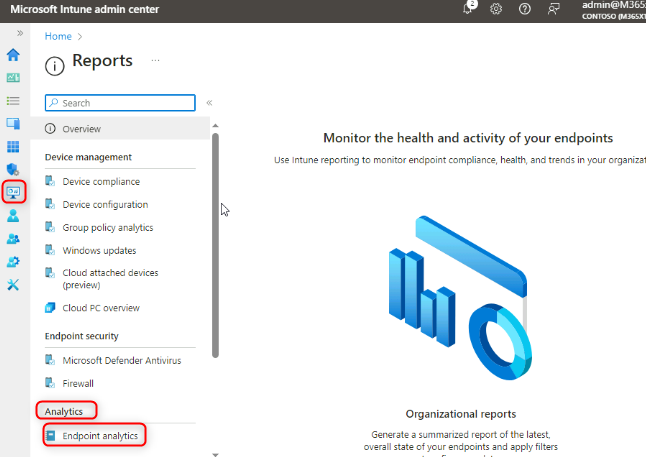 Microsoft Intune admin center
2
admin@M365x
CONTOSO (M365X1
Home
Reports
Search
Overview
Device management
Device compliance
Device configuration
Group policy analytics
Windows updates
Cloud attached devices
(preview)
Cloud PC overview
Endpoint security
Microsoft Defender Antivirus
Firewall
Analytics
Endpoint analytics
Monitor the health and activity of your endpoints
Use Intune reporting to monitor endpoint compliance, health, and trends in your organizat
Organizational reports
Generate a summarized report of the latest,
overall state of your endpoints and apply filters